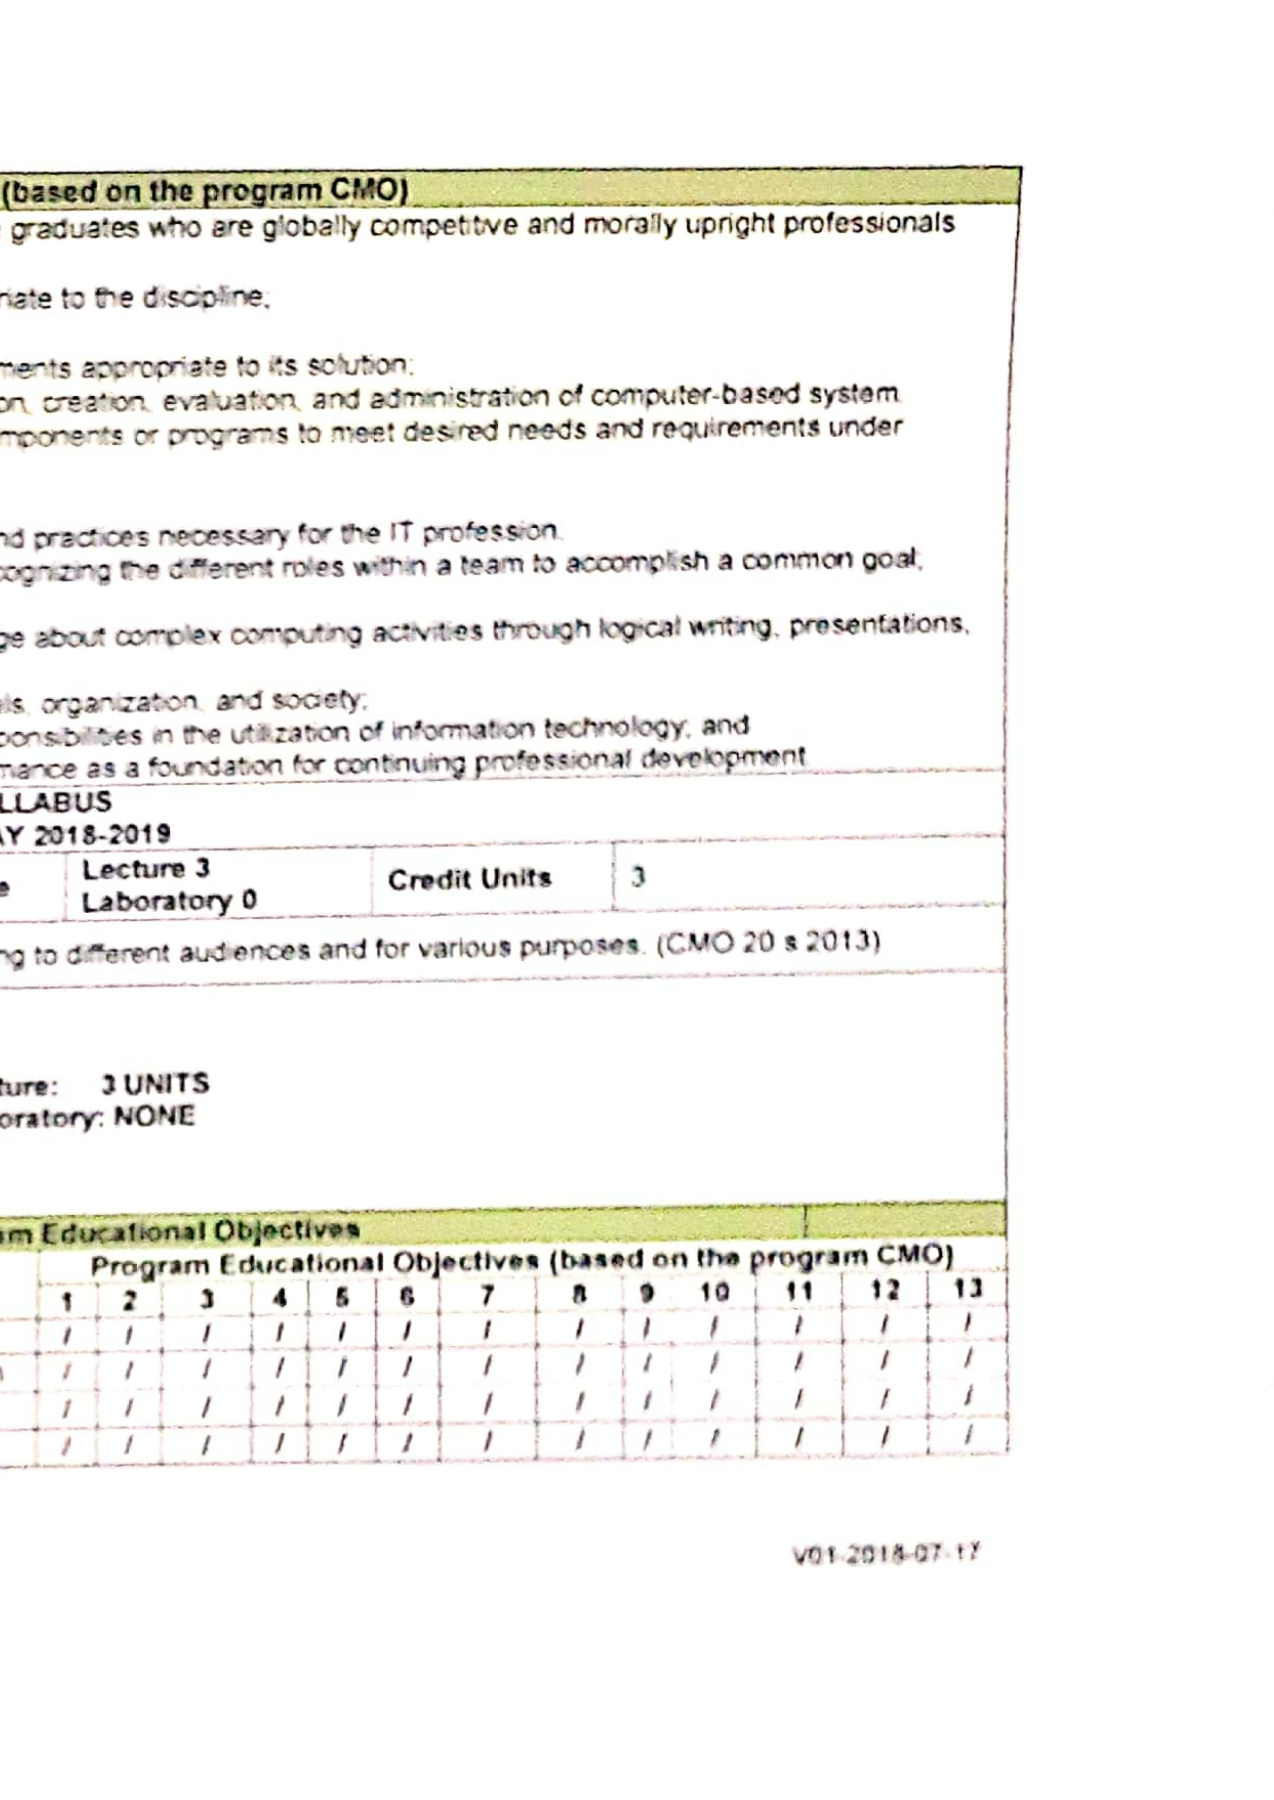 (based on the program CMO)
graduates who are globally competitive and morally upright professionals
riate to the discipline;
ments appropriate to its solution;
on, creation, evaluation, and administration of computer-based system
mponents or programs to meet desired needs and requirements under
nd practices necessary for the IT profession.
cognizing the different roles within a team to accomplish a common goal;
ge about complex computing activities through logical writing, presentations,
ls, organization, and society;
ponsibilities in the utilization of information technology; and
mance as a foundation for continuing professional development
LLABUS
AY 2018-2019
e Lecture 3 Credit Units 3
Laboratory 0
ng to different audiences and for various purposes. (CMO 20 s 2013)
ture: 3 UNITS
oratory: NONE
am Educational Objectives
Program Educational Objectives (based on the program CMO)
1 2 3 4 5 6 7 8 9 10 11 12 13
/ / / / / / / / / / / / /
/ / / / / / / / / / / / /
/ / / / / / / / / / / / /
/ / / / / / / / / / / / /
V01-2018-07-17